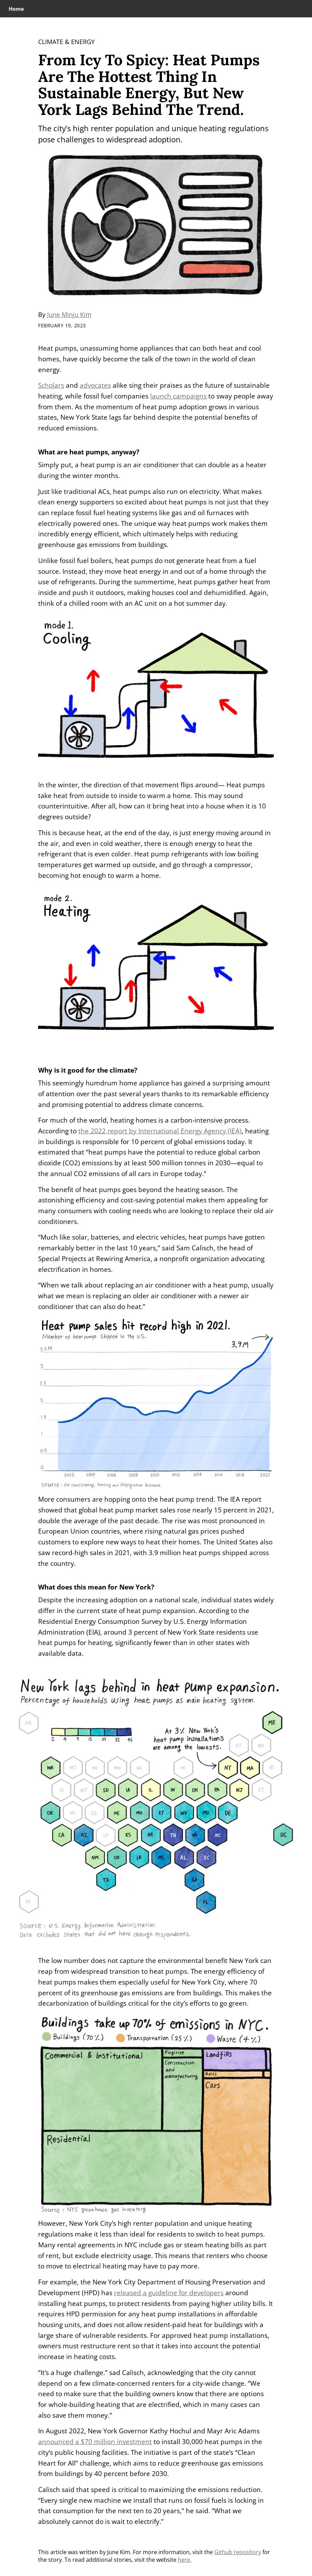 Home
CLIMATE & ENERGY
From Icy To Spicy: Heat Pumps
Are The Hottest Thing In
Sustainable Energy, But New
York Lags Behind The Trend.
The city's high renter population and unique heating regulations
pose challenges to widespread adoption.
By June Minju Kim
FEBRUARY 19, 2023
Heat pumps, unassuming home appliances that can both heat and cool
homes, have quickly become the talk of the town in the world of clean
energy.
Scholars and advocates alike sing their praises as the future of sustainable
heating, while fossil fuel companies launch campaigns to sway people away
from them. As the momentum of heat pump adoption grows in various
states, New York State lags far behind despite the potential benefits of
reduced emissions.
What are heat pumps, anyway?
Simply put, a heat pump is an air conditioner that can double as a heater
during the winter months.
Just like traditional ACs, heat pumps also run on electricity. What makes
clean energy supporters so excited about heat pumps is not just that they
can replace fossil fuel heating systems like gas and oil furnaces with
electrically powered ones. The unique way heat pumps work makes them
incredibly energy efficient, which ultimately helps with reducing
greenhouse gas emissions from buildings.
Unlike fossil fuel boilers, heat pumps do not generate heat from a fuel
source. Instead, they move heat energy in and out of a home through the
use of refrigerants. During the summertime, heat pumps gather heat from
inside and push it outdoors, making houses cool and dehumidified. Again,
think of a chilled room with an AC unit on a hot summer day.
mode 1.
Cooling
In the winter, the direction of that movement flips around— Heat pumps
take heat from outside to inside to warm a home. This may sound
counterintuitive. After all, how can it bring heat into a house when it is 10
degrees outside?
This is because heat, at the end of the day, is just energy moving around in
the air, and even in cold weather, there is enough energy to heat the
refrigerant that is even colder. Heat pump refrigerants with low boiling
temperatures get warmed up outside, and go through a compressor,
becoming hot enough to warm a home.
mode 2.
Heating
Why is it good for the climate?
This seemingly humdrum home appliance has gained a surprising amount
of attention over the past several years thanks to its remarkable efficiency
and promising potential to address climate concerns.
For much of the world, heating homes is a carbon-intensive process.
According to the 2022 report by International Energy Agency (IEA), heating
in buildings is responsible for 10 percent of global emissions today. It
estimated that "heat pumps have the potential to reduce global carbon
dioxide (CO2) emissions by at least 500 million tonnes in 2030—equal to
the annual CO2 emissions of all cars in Europe today."
The benefit of heat pumps goes beyond the heating season. The
astonishing efficiency and cost-saving potential makes them appealing for
many consumers with cooling needs who are looking to replace their old air
conditioners.
"Much like solar, batteries, and electric vehicles, heat pumps have gotten
remarkably better in the last 10 years," said Sam Calisch, the head of
Special Projects at Rewiring America, a nonprofit organization advocating
electrification in homes.
"When we talk about replacing an air conditioner with a heat pump, usually
what we mean is replacing an older air conditioner with a newer air
conditioner that can also do heat."
Heat pump sales hit record high in 2021.
Number of heat pumps shipped in the U.S.
3.9M
2021
More consumers are hopping onto the heat pump trend. The IEA report
showed that global heat pump market sales rose nearly 15 percent in 2021,
double the average of the past decade. The rise was most pronounced in
European Union countries, where rising natural gas prices pushed
customers to explore new ways to heat their homes. The United States also
saw record-high sales in 2021, with 3.9 million heat pumps shipped across
the country.
What does this mean for New York?
Despite the increasing adoption on a national scale, individual states widely
differ in the current state of heat pump expansion. According to the
Residential Energy Consumption Survey by U.S. Energy Information
Administration (EIA), around 3 percent of New York State residents use
heat pumps for heating, significantly fewer than in other states with
available data.
New York lags behind in heat pump expansion.
Percentage of households using heat pumps as main heating system.
ME
At 3%, New York's
heat pump installations
are among the lowest.
WA NY MA
SD IA IL IN OH PA NJ
OR NE MO KY WV MD DE
CA AZ KS AR TN VA NC DC
NM OK LA MS AL SC
TX GA
FL
Source: U.S. Energy Information Administration
Data excludes states that did not have enough respondents.
The low number does not capture the environmental benefit New York can
reap from widespread transition to heat pumps. The energy efficiency of
heat pumps makes them especially useful for New York City, where 70
percent of its greenhouse gas emissions are from buildings. This makes the
decarbonization of buildings critical for the city's efforts to go green.
Buildings take up 70% of emissions in NYC.
Buildings (70%) Transportation (25%) Waste (4%)
Commercial & Institutional
Fugitive
Construction
and
manufacturing
Landfills
Cars
Residential
Source: NYC greenhouse gas inventory
However, New York City's high renter population and unique heating
regulations make it less than ideal for residents to switch to heat pumps.
Many rental agreements in NYC include gas or steam heating bills as part
of rent, but exclude electricity usage. This means that renters who choose
to move to electrical heating may have to pay more.
For example, the New York City Department of Housing Preservation and
Development (HPD) has released a guideline for developers around
installing heat pumps, to protect residents from paying higher utility bills. It
requires HPD permission for any heat pump installations in affordable
housing units, and does not allow resident-paid heat for buildings with a
large share of vulnerable residents. For approved heat pump installations,
owners must restructure rent so that it takes into account the potential
increase in heating costs.
"It's a huge challenge." said Calisch, acknowledging that the city cannot
depend on a few climate-concerned renters for a city-wide change. "We
need to make sure that the building owners know that there are options
for whole-building heating that are electrified, which in many cases can
also save them money."
In August 2022, New York Governor Kathy Hochul and Mayr Aric Adams
announced a $70 million investment to install 30,000 heat pumps in the
city's public housing facilities. The initiative is part of the state's "Clean
Heart for All" challenge, which aims to reduce greenhouse gas emissions
from buildings by 40 percent before 2030.
Calisch said that speed is critical to maximizing the emissions reduction.
"Every single new machine we install that runs on fossil fuels is locking in
that consumption for the next ten to 20 years," he said. "What we
absolutely cannot do is wait to electrify."
This article was written by June Kim. For more information, visit the Github repository for
the story. To read additional stories, visit the website here.